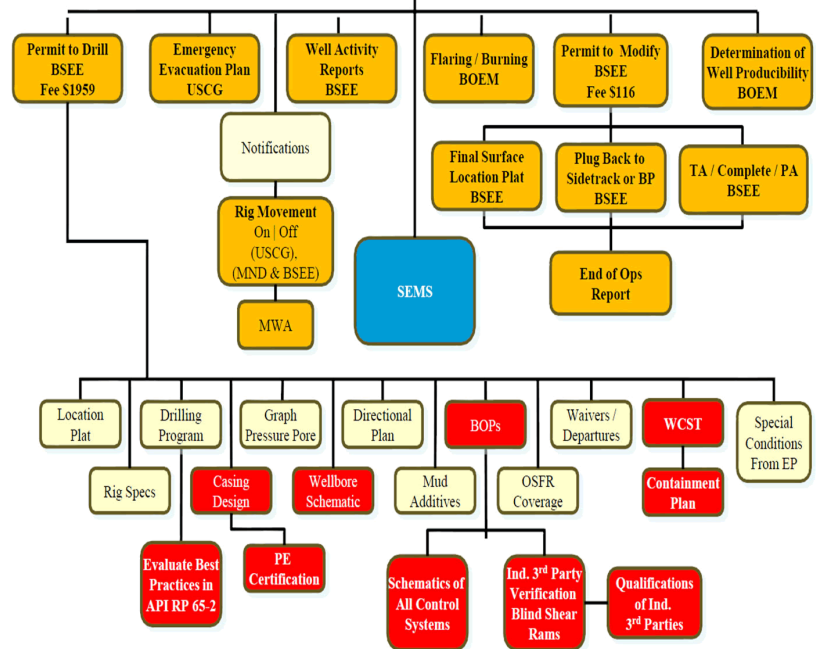 Permit to Drill
BSEE
Fee $1959
Emergency
Evacuation Plan
USCG
Well Activity
Reports
BSEE
Flaring / Burning
BOEM
Permit to Modify
BSEE
Fee $116
Determination of
Well Producibility
BOEM
Notifications
Final Surface
Location Plat
BSEE
Plug Back to
Sidetrack or BP
BSEE
TA / Complete / PA
BSEE
Rig Movement
On | Off
(USCG),
(MND & BSEE)
SEMS
End of Ops
Report
MWA
Location
Plat
Drilling
Program
Graph
Pressure Pore
Directional
Plan
BOPs
Waivers /
Departures
WCST
Special
Conditions
From EP
Rig Specs
Casing
Design
Wellbore
Schematic
Mud
Additives
OSFR
Coverage
Containment
Plan
Evaluate Best
Practices in
API RP 65-2
PE
Certification
Schematics of
All Control
Systems
Ind. 3rd Party
Verification
Blind Shear
Rams
Qualifications
of Ind.
3rd Parties